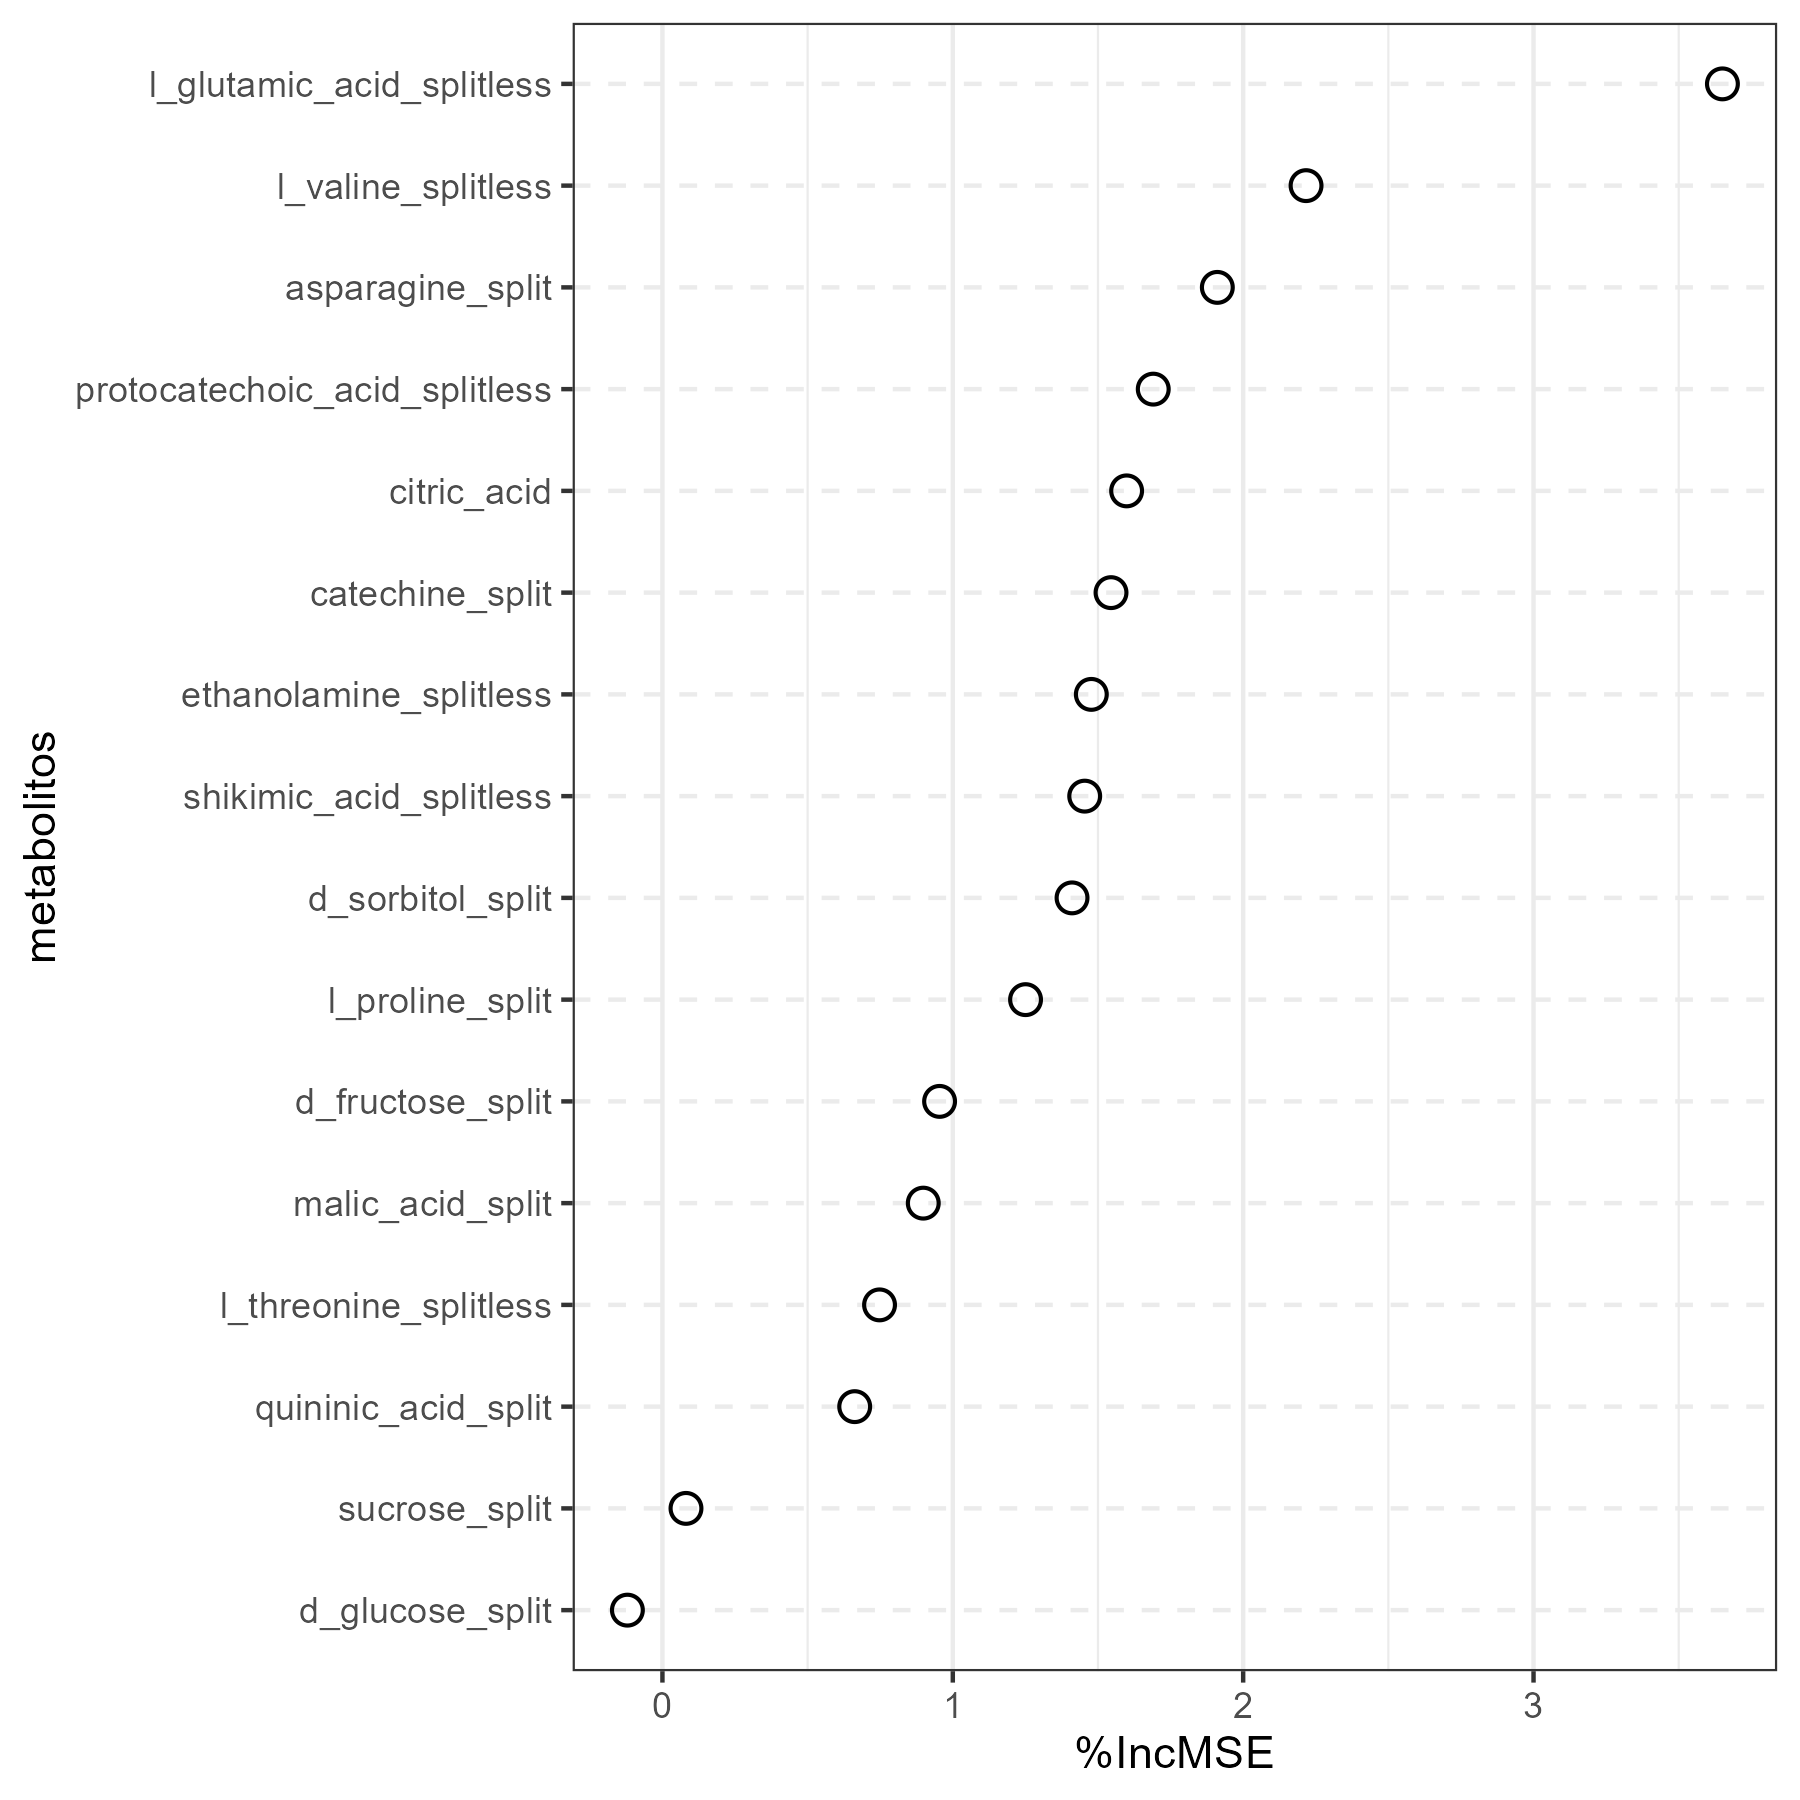 l_glutamic_acid_splitless
l_valine_splitless
asparagine_split
protocatechoic_acid_splitless
citric_acid
catechine_split
ethanolamine_splitless
shikimic_acid_splitless
d_sorbitol_split
l_proline_split
d_fructose_split
malic_acid_split
l_threonine_splitless
quininic_acid_split
sucrose_split
d_glucose_split
metabolitos
0 1 2 3
%IncMSE